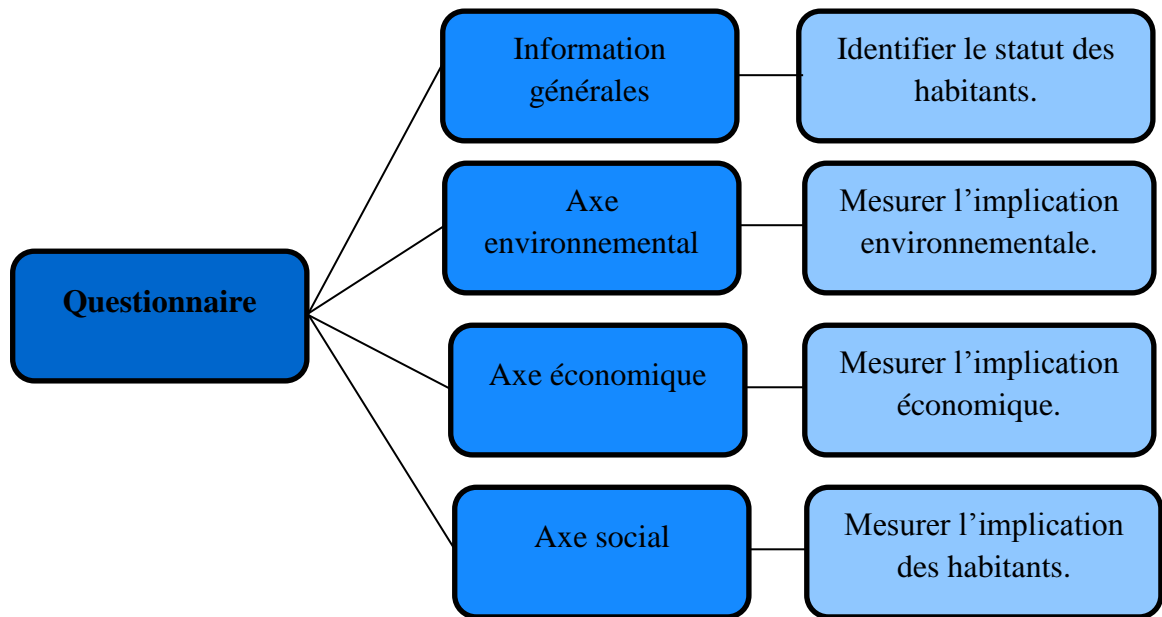 Questionnaire
Information
générales
Identifier le statut des
habitants.
Axe
environnemental
Mesurer l’implication
environnementale.
Axe économique
Mesurer l’implication
économique.
Axe social
Mesurer l’implication
des habitants.